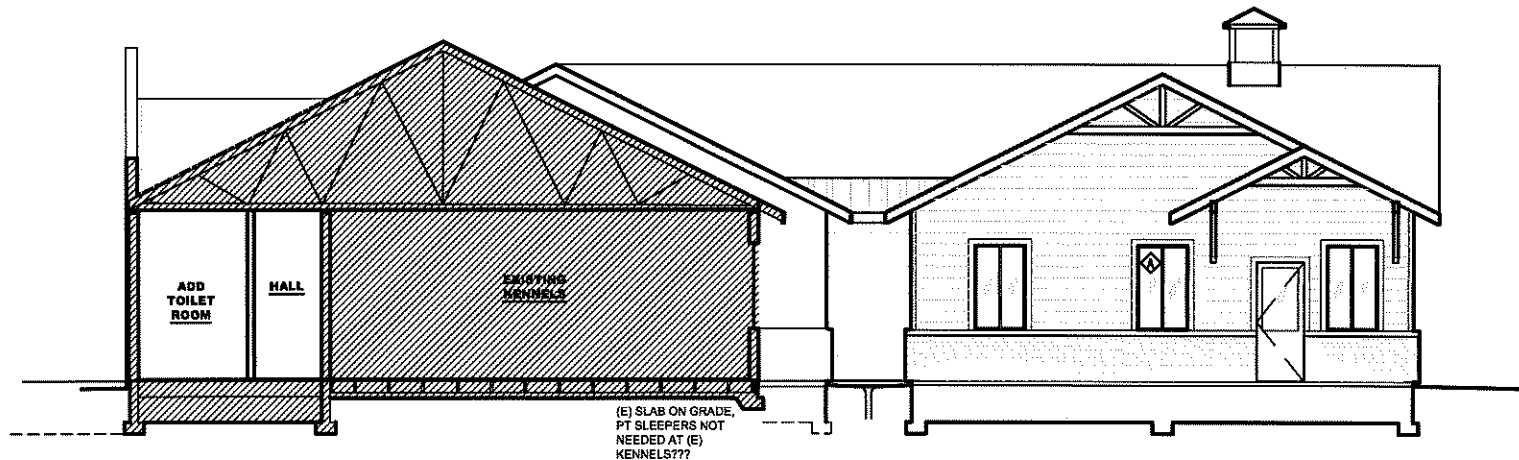 ADD
TOILET
ROOM
HALL
EXISTING
KENNELS
A
(E) SLAB ON GRADE,
PT SLEEPERS NOT
NEEDED AT (E)
KENNELS???